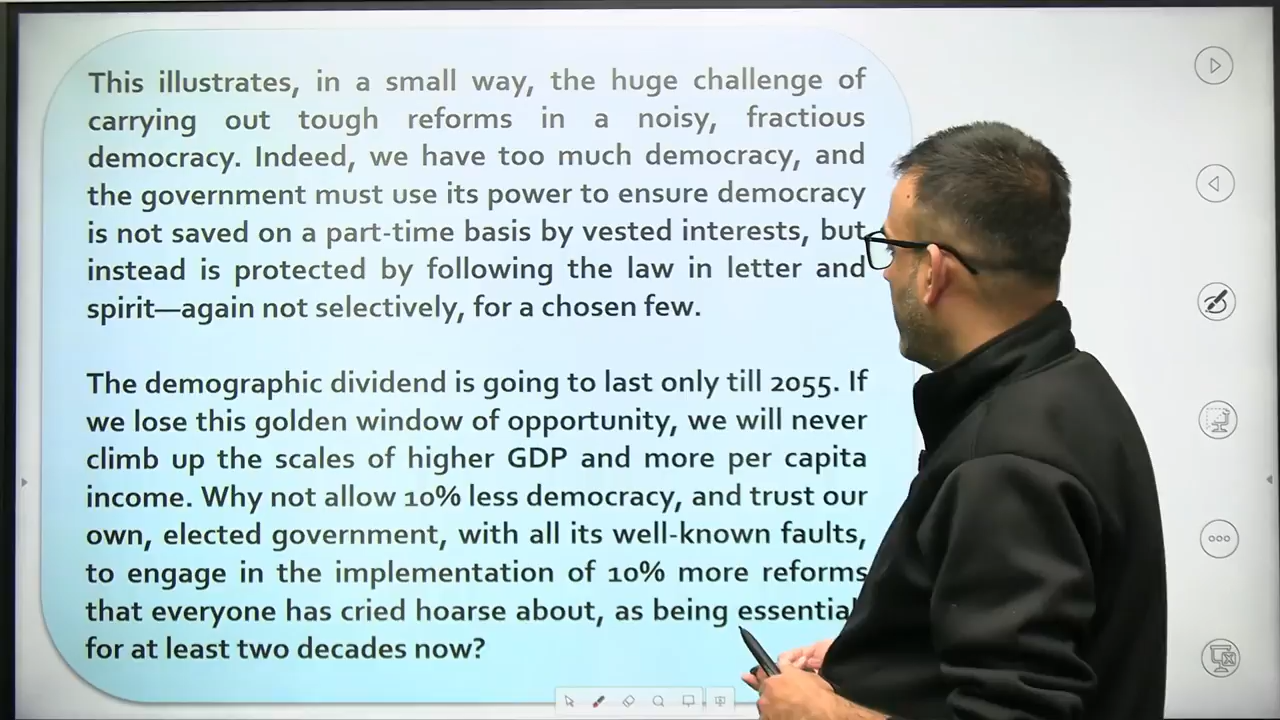 This illustrates, in a small way, the huge challenge of
carrying out tough reforms in a noisy, fractious
democracy. Indeed, we have too much democracy, and
the government must use its power to ensure democracy
is not saved on a part-time basis by vested interests, but
instead is protected by following the law in letter and
spirit—again not selectively, for a chosen few.
The demographic dividend is going to last only till 2055. If
we lose this golden window of opportunity, we will never
climb up the scales of higher GDP and more per capita
income. Why not allow 10% less democracy, and trust our
own, elected government, with all its well-known faults,
to engage in the implementation of 10% more reforms
that everyone has cried hoarse about, as being essential
for at least two decades now?